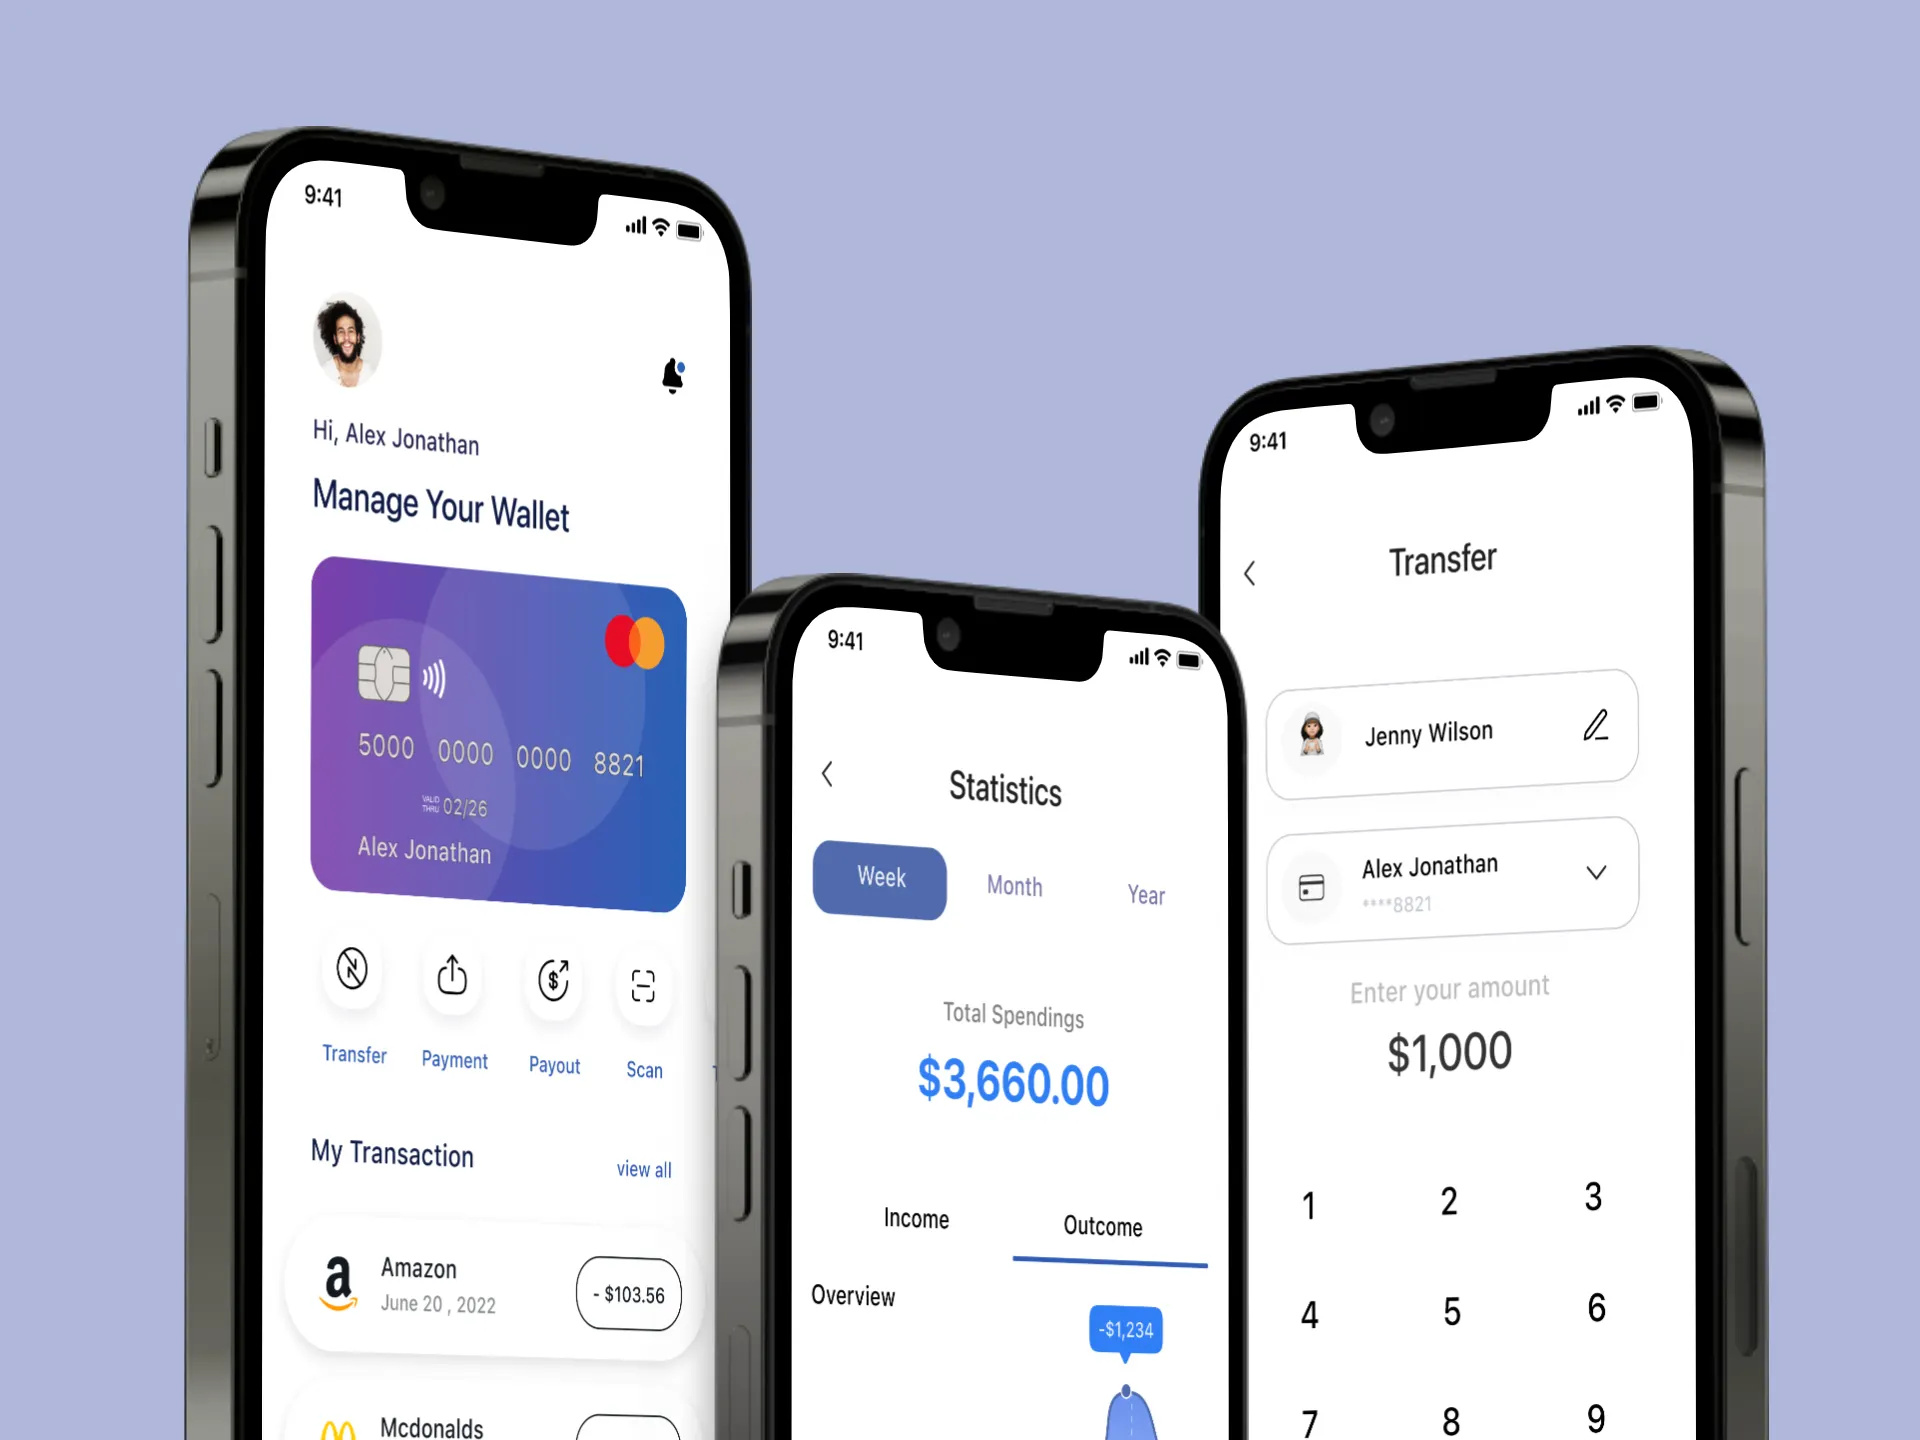 9:41
Hi, Alex Jonathan
Manage Your Wallet
5000 0000 0000 8821
VALID THRU 02/26
Alex Jonathan
Transfer Payment Payout Scan
My Transaction view all
Amazon
June 20 , 2022
- $103.56
Mcdonalds
9:41
Statistics
Week Month Year
Total Spendings
$3,660.00
Income Outcome
Overview
-$1,234
9:41
Transfer
Jenny Wilson
Alex Jonathan
****8821
Enter your amount
$1,000
1 2 3
4 5 6
7 8 9